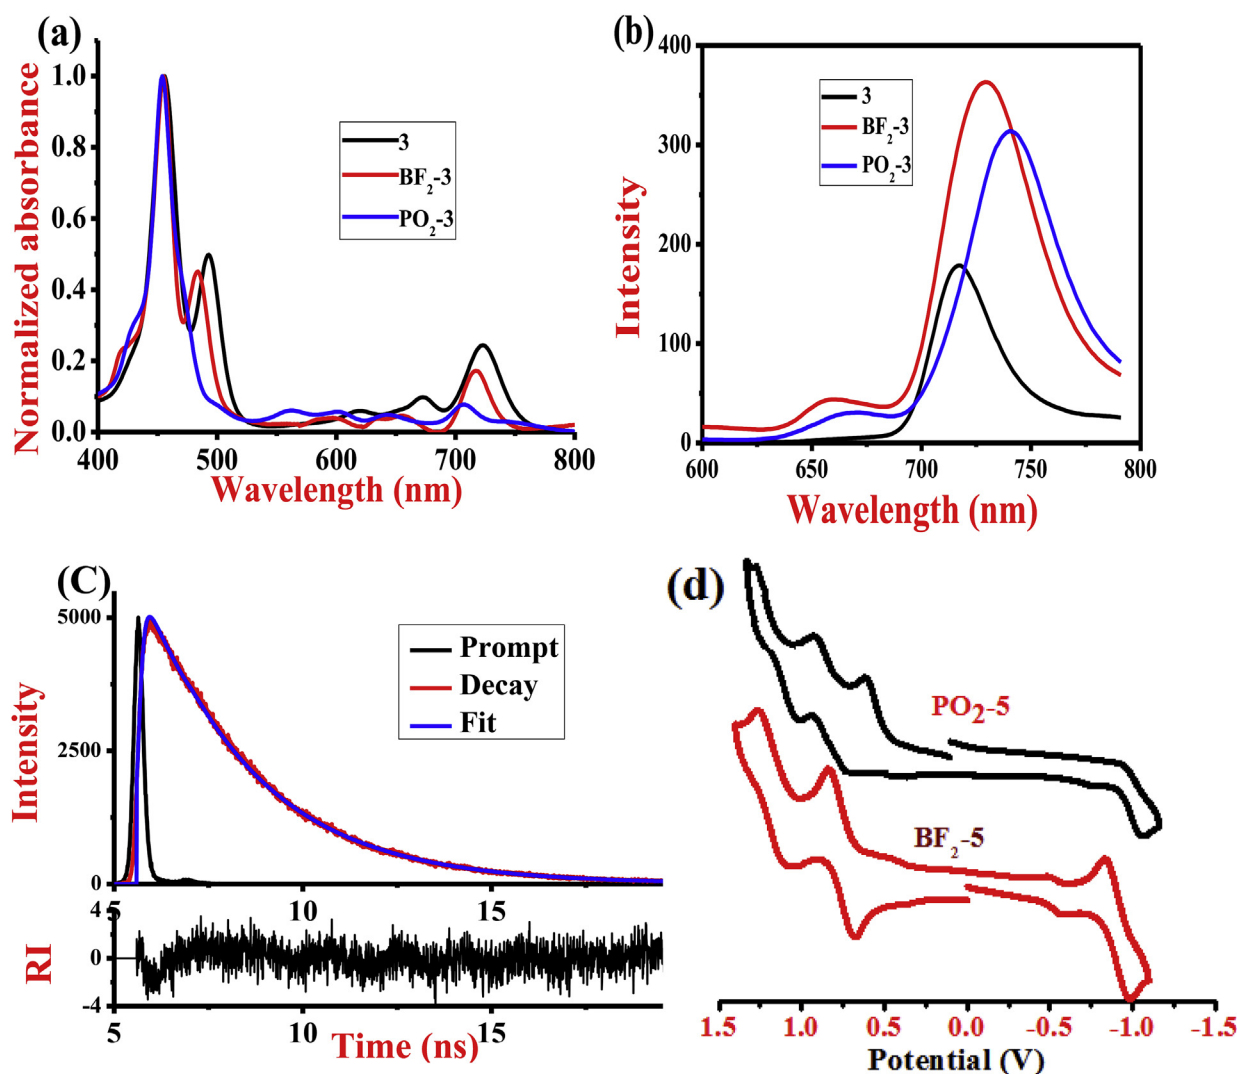 (a)
Normalized absorbance
1.0
0.8
0.6
0.4
0.2
0.0
3
BF2-3
PO2-3
400 500 600 700 800
Wavelength (nm)
(b)
Intensity
400
300
200
100
0
3
BF2-3
PO2-3
600 650 700 750 800
Wavelength (nm)
(C)
Intensity
5000
2500
0
Prompt
Decay
Fit
5 10 15
RI
4
0
-4
5 10 15
Time (ns)
(d)
PO2-5
BF2-5
1.5 1.0 0.5 0.0 -0.5 -1.0 -1.5
Potential (V)